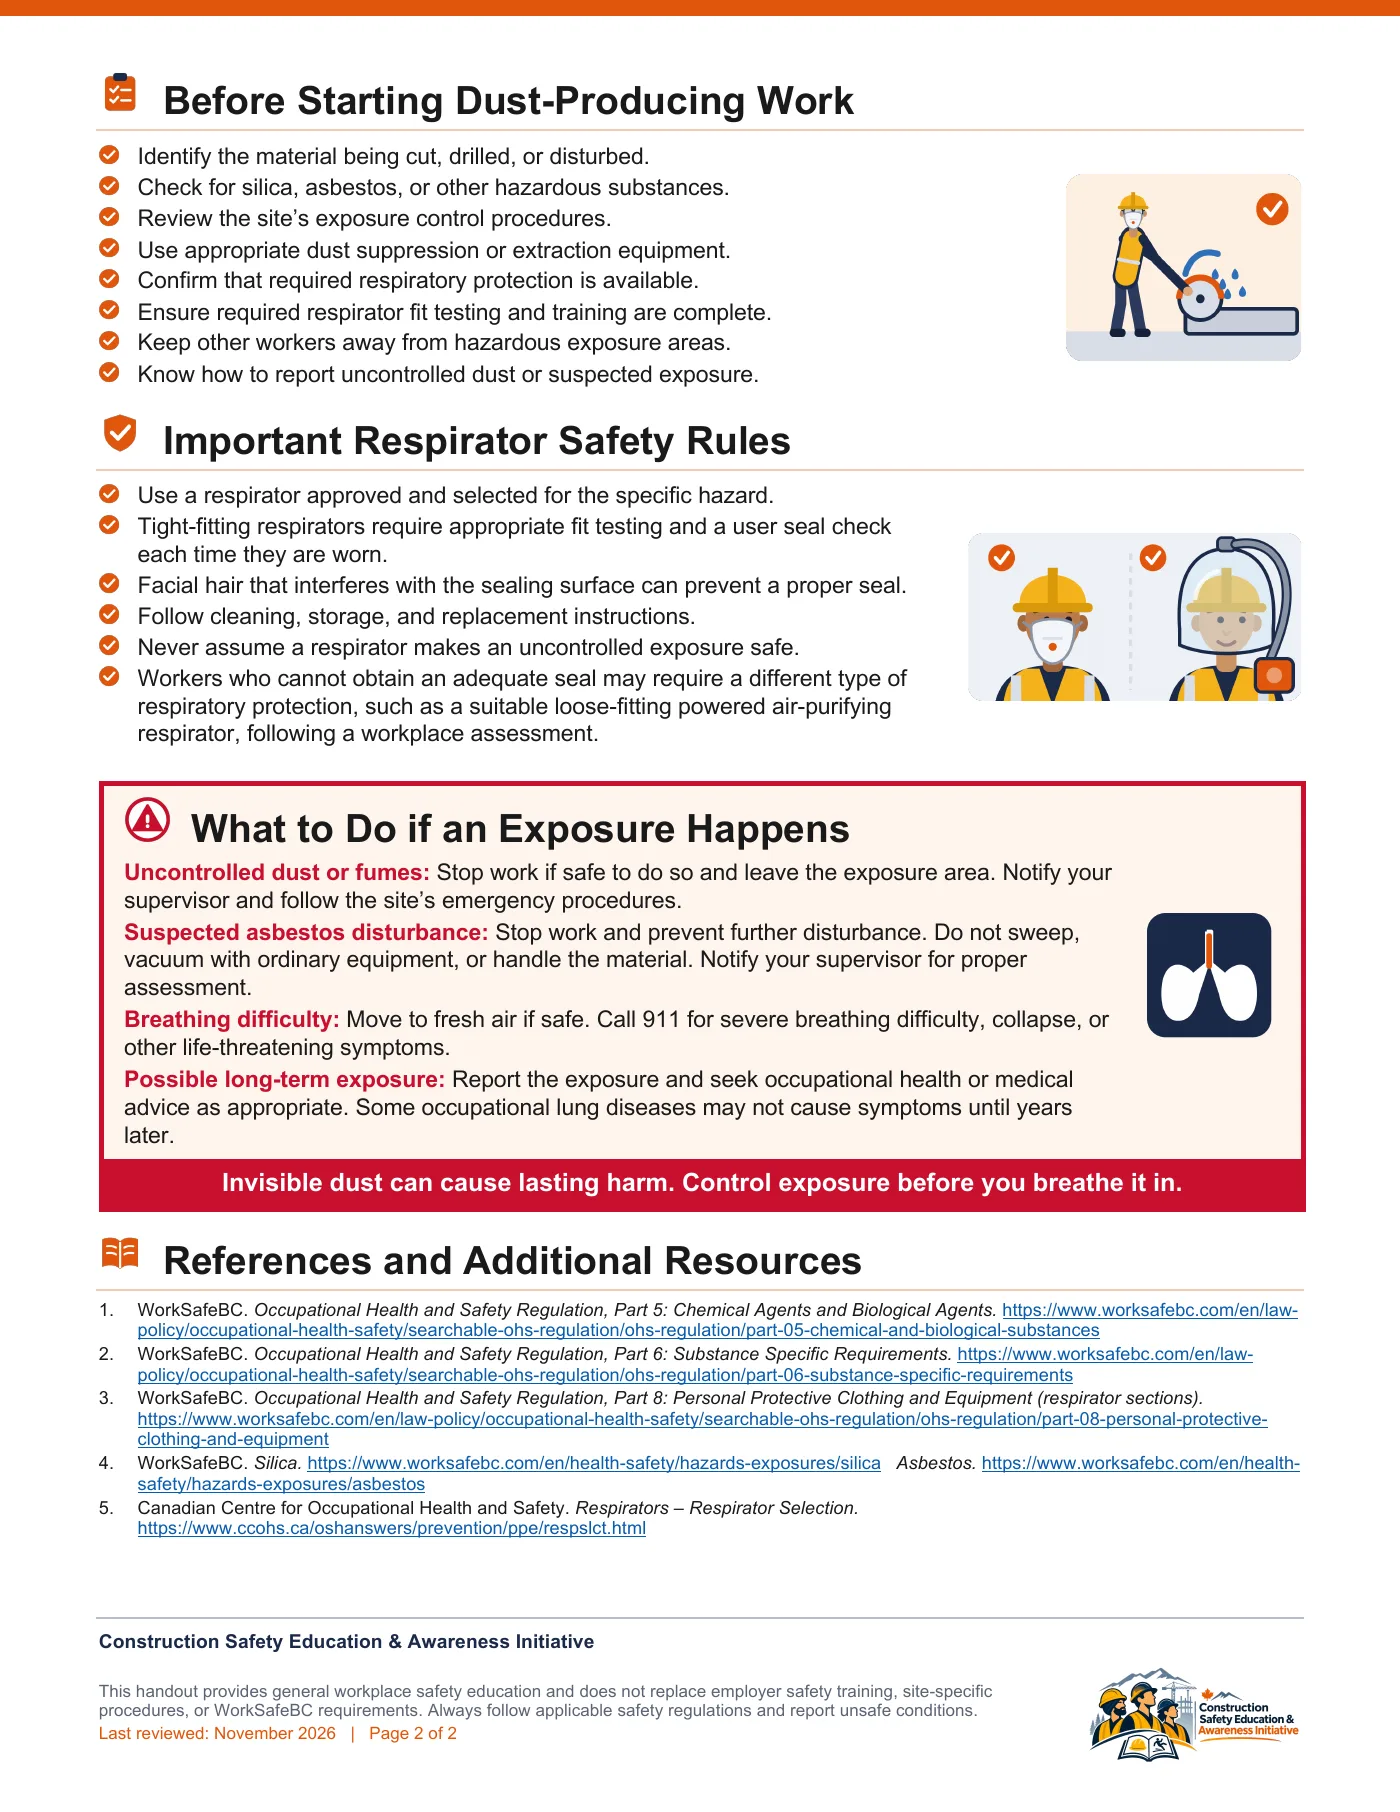 Before Starting Dust-Producing Work
Identify the material being cut, drilled, or disturbed.
Check for silica, asbestos, or other hazardous substances.
Review the site’s exposure control procedures.
Use appropriate dust suppression or extraction equipment.
Confirm that required respiratory protection is available.
Ensure required respirator fit testing and training are complete.
Keep other workers away from hazardous exposure areas.
Know how to report uncontrolled dust or suspected exposure.
Important Respirator Safety Rules
Use a respirator approved and selected for the specific hazard.
Tight-fitting respirators require appropriate fit testing and a user seal check
each time they are worn.
Facial hair that interferes with the sealing surface can prevent a proper seal.
Follow cleaning, storage, and replacement instructions.
Never assume a respirator makes an uncontrolled exposure safe.
Workers who cannot obtain an adequate seal may require a different type of
respiratory protection, such as a suitable loose-fitting powered air-purifying
respirator, following a workplace assessment.
What to Do if an Exposure Happens
Uncontrolled dust or fumes: Stop work if safe to do so and leave the exposure area. Notify your
supervisor and follow the site’s emergency procedures.
Suspected asbestos disturbance: Stop work and prevent further disturbance. Do not sweep,
vacuum with ordinary equipment, or handle the material. Notify your supervisor for proper
assessment.
Breathing difficulty: Move to fresh air if safe. Call 911 for severe breathing difficulty, collapse, or
other life-threatening symptoms.
Possible long-term exposure: Report the exposure and seek occupational health or medical
advice as appropriate. Some occupational lung diseases may not cause symptoms until years
later.
Invisible dust can cause lasting harm. Control exposure before you breathe it in.
References and Additional Resources
1. WorkSafeBC. Occupational Health and Safety Regulation, Part 5: Chemical Agents and Biological Agents. https://www.worksafebc.com/en/law-
policy/occupational-health-safety/searchable-ohs-regulation/ohs-regulation/part-05-chemical-and-biological-substances
2. WorkSafeBC. Occupational Health and Safety Regulation, Part 6: Substance Specific Requirements. https://www.worksafebc.com/en/law-
policy/occupational-health-safety/searchable-ohs-regulation/ohs-regulation/part-06-substance-specific-requirements
3. WorkSafeBC. Occupational Health and Safety Regulation, Part 8: Personal Protective Clothing and Equipment (respirator sections).
https://www.worksafebc.com/en/law-policy/occupational-health-safety/searchable-ohs-regulation/ohs-regulation/part-08-personal-protective-
clothing-and-equipment
4. WorkSafeBC. Silica. https://www.worksafebc.com/en/health-safety/hazards-exposures/silica Asbestos. https://www.worksafebc.com/en/health-
safety/hazards-exposures/asbestos
5. Canadian Centre for Occupational Health and Safety. Respirators – Respirator Selection.
https://www.ccohs.ca/oshanswers/prevention/ppe/respslct.html
Construction Safety Education & Awareness Initiative
This handout provides general workplace safety education and does not replace employer safety training, site-specific
procedures, or WorkSafeBC requirements. Always follow applicable safety regulations and report unsafe conditions.
Last reviewed: November 2026 | Page 2 of 2
Construction
Safety Education &
Awareness Initiative